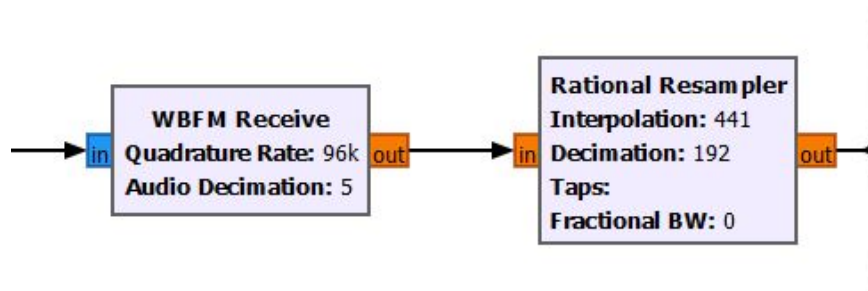 WBFM Receive
in
Quadrature Rate: 96k
out
Audio Decimation: 5
Rational Resampler
Interpolation: 441
in
Decimation: 192
out
Taps:
Fractional BW: 0